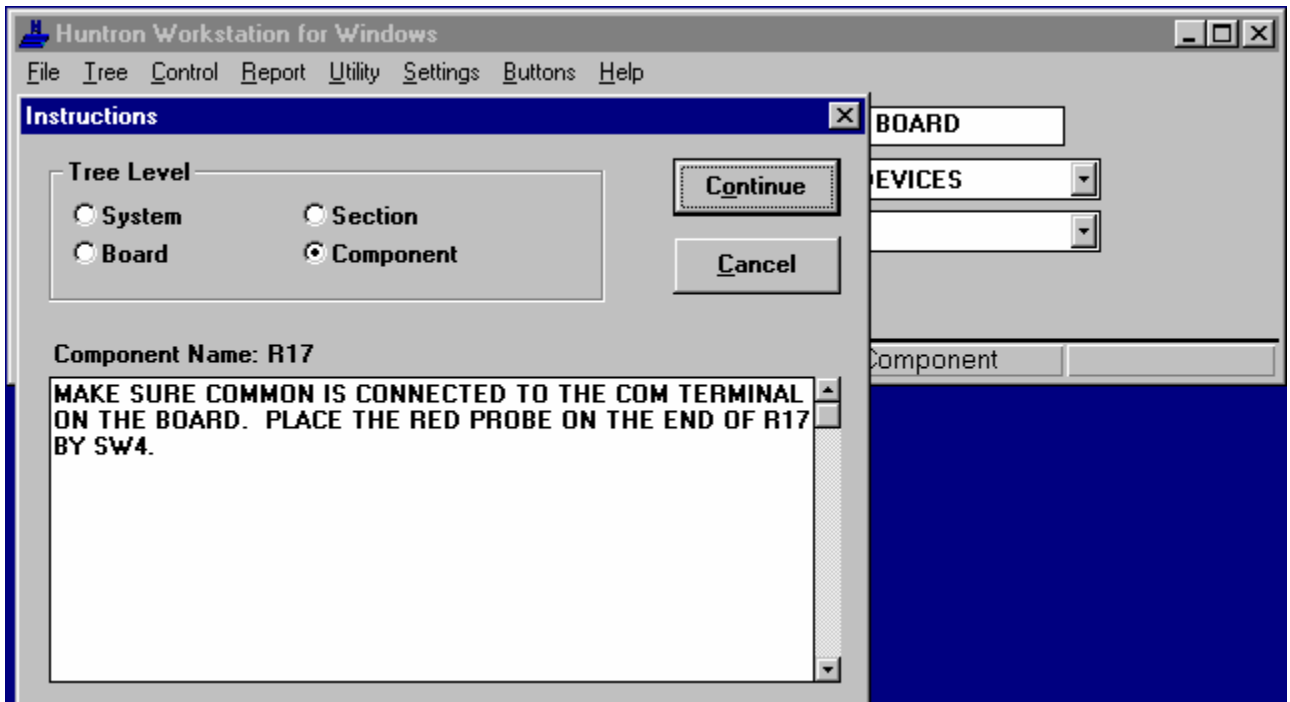 Huntron Workstation for Windows
File Tree Control Report Utility Settings Buttons Help
Instructions
BOARD
Tree Level
Continue
EVICES
System Section
Board Component
Cancel
Component Name: R17
Component
MAKE SURE COMMON IS CONNECTED TO THE COM TERMINAL
ON THE BOARD. PLACE THE RED PROBE ON THE END OF R17
BY SW4.